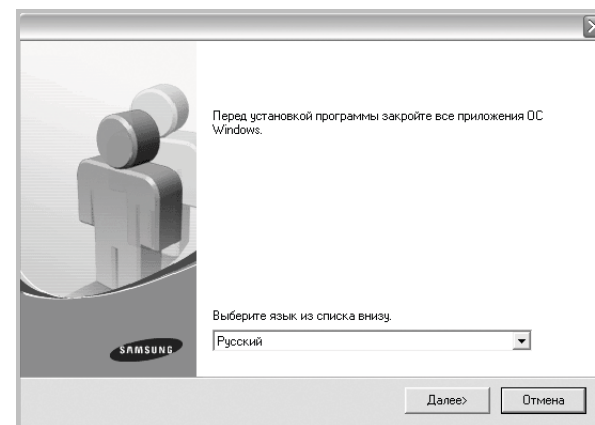 Перед установкой программы закройте все приложения ОС
Windows.
Выберите язык из списка внизу.
Русский
SAMSUNG
Далее>
Отмена